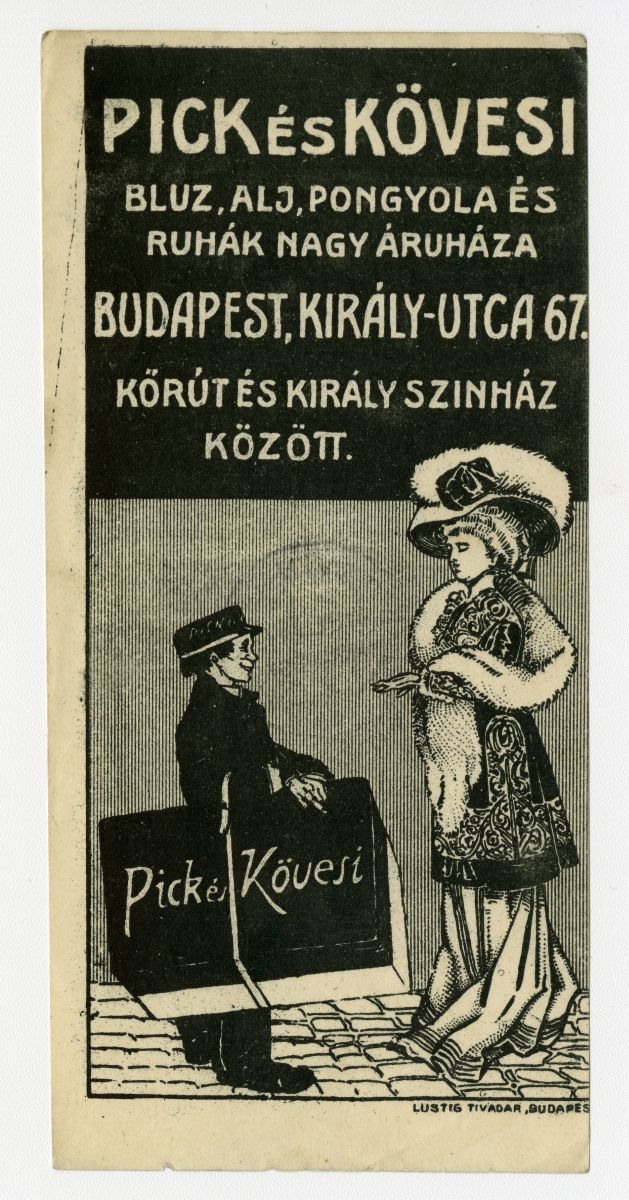 PICK ÉS KÖVESI
BLUZ, ALJ, PONGYOLA ÉS
RUHÁK NAGY ÁRUHÁZA
BUDAPEST, KIRÁLY-UTCA 67.
KŐRÚT ÉS KIRÁLY SZINHÁZ
KÖZÖTT.
Pick és Kövesi
LUSTIG TIVADAR, BUDAPES